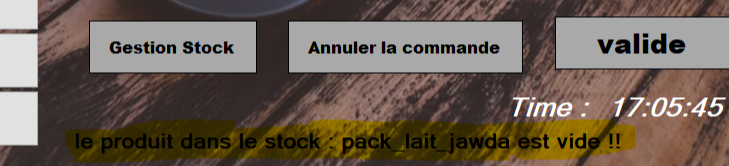 Gestion Stock Annuler la commande valide
Time : 17:05:45
le produit dans le stock : pack_lait_jawda est vide !!